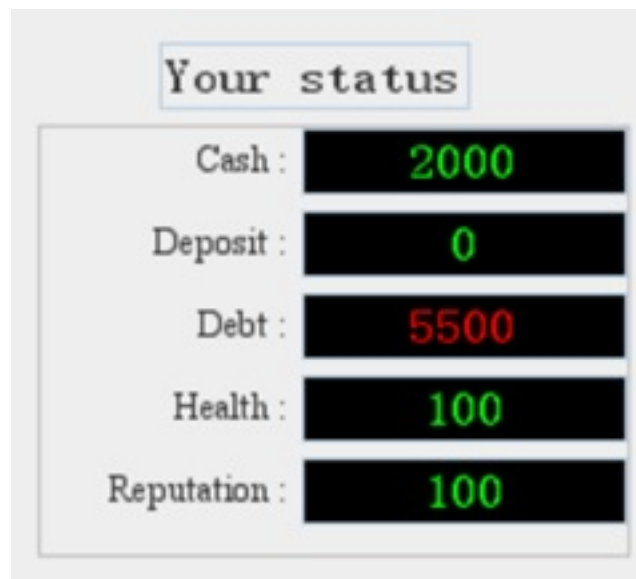 Your status
Cash : 2000
Deposit : 0
Debt : 5500
Health : 100
Reputation : 100